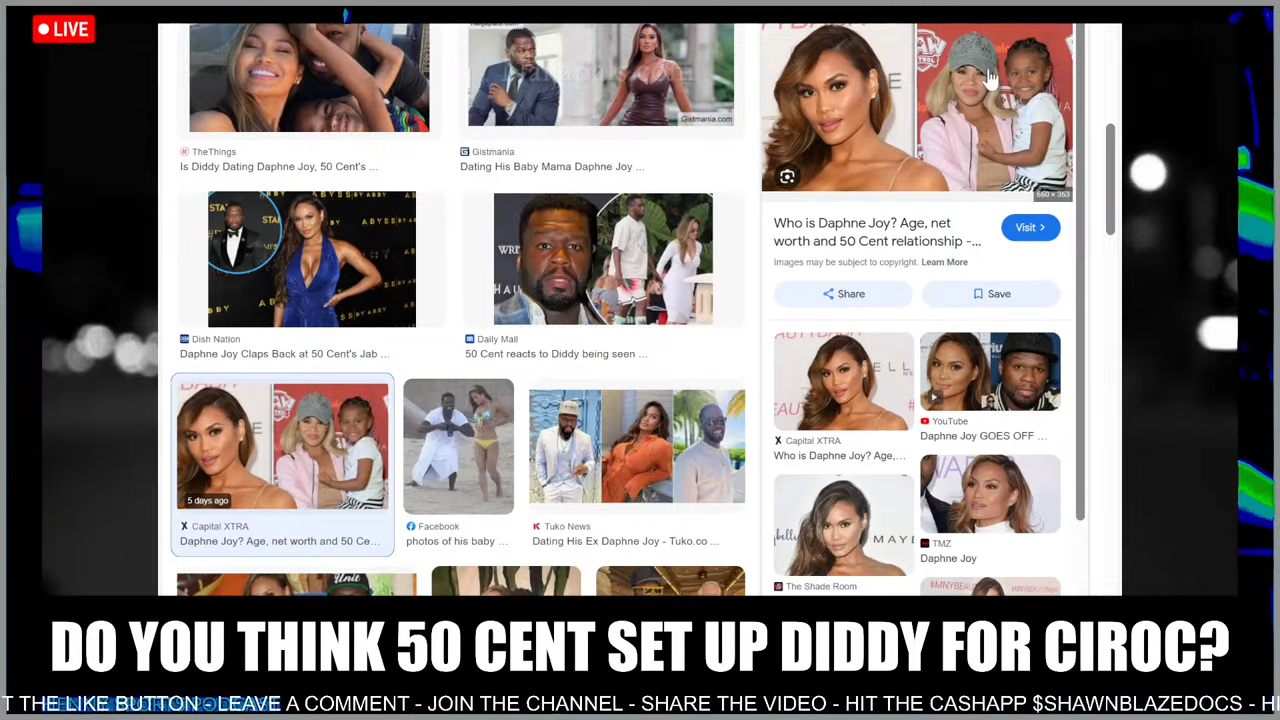 LIVE
Gistmania.com
TheThings
Is Diddy Dating Daphne Joy, 50 Cent's ...
Gistmania
Dating His Baby Mama Daphne Joy ...
660 × 363
Who is Daphne Joy? Age, net
worth and 50 Cent relationship -...
Visit >
Images may be subject to copyright. Learn More
Share
Save
Dish Nation
Daphne Joy Claps Back at 50 Cent's Jab ...
Daily Mail
50 Cent reacts to Diddy being seen ...
5 days ago
Capital XTRA
Daphne Joy? Age, net worth and 50 Ce...
Facebook
photos of his baby ...
Tuko News
Dating His Ex Daphne Joy - Tuko.co ...
Capital XTRA
Who is Daphne Joy? Age,...
YouTube
Daphne Joy GOES OFF ...
The Shade Room
TMZ
Daphne Joy
DO YOU THINK 50 CENT SET UP DIDDY FOR CIROC?
T THE LIKE BUTTON - LEAVE A COMMENT - JOIN THE CHANNEL - SHARE THE VIDEO - HIT THE CASHAPP $SHAWNBLAZEDOCS - H